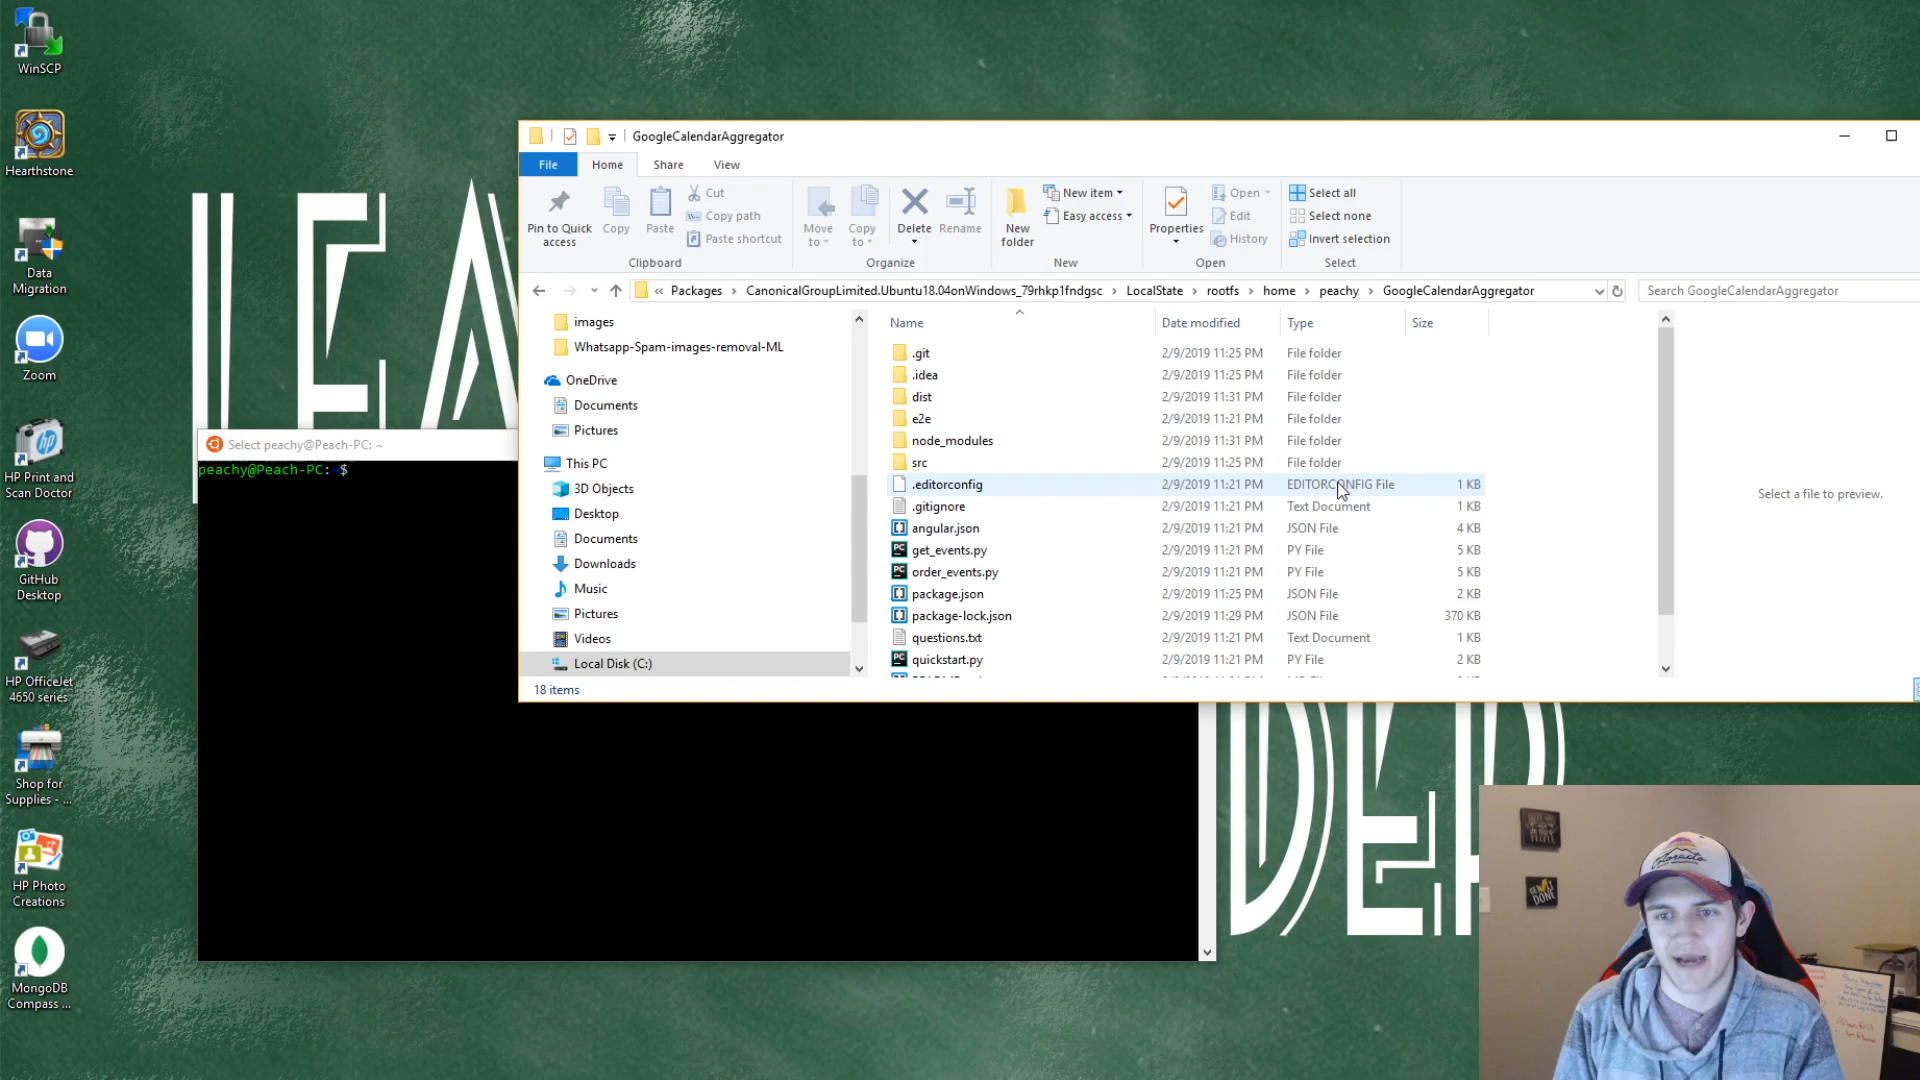 WinSCP
Hearthstone
Data
Migration
Zoom
HP Print and
Scan Doctor
GitHub
Desktop
HP OfficeJet
4650 series
Shop for
Supplies - ...
HP Photo
Creations
MongoDB
Compass ...
LEA
DER
Select peachy@Peach-PC: ~
peachy@Peach-PC:~$
GoogleCalendarAggregator
File
Home
Share
View
Pin to Quick
access
Copy
Paste
Cut
Copy path
Paste shortcut
Clipboard
Move
to
Copy
to
Delete
Rename
Organize
New
folder
New item
Easy access
New
Properties
Open
Edit
History
Open
Select all
Select none
Invert selection
Select
« Packages › CanonicalGroupLimited.Ubuntu18.04onWindows_79rhkp1fndgsc › LocalState › rootfs › home › peachy › GoogleCalendarAggregator
Search GoogleCalendarAggregator
images
Whatsapp-Spam-images-removal-ML
OneDrive
Documents
Pictures
This PC
3D Objects
Desktop
Documents
Downloads
Music
Pictures
Videos
Local Disk (C:)
Name Date modified Type Size
.git 2/9/2019 11:25 PM File folder
.idea 2/9/2019 11:25 PM File folder
dist 2/9/2019 11:31 PM File folder
e2e 2/9/2019 11:21 PM File folder
node_modules 2/9/2019 11:31 PM File folder
src 2/9/2019 11:25 PM File folder
.editorconfig 2/9/2019 11:21 PM EDITORCONFIG File 1 KB
.gitignore 2/9/2019 11:21 PM Text Document 1 KB
angular.json 2/9/2019 11:21 PM JSON File 4 KB
get_events.py 2/9/2019 11:21 PM PY File 5 KB
order_events.py 2/9/2019 11:21 PM PY File 5 KB
package.json 2/9/2019 11:25 PM JSON File 2 KB
package-lock.json 2/9/2019 11:29 PM JSON File 370 KB
questions.txt 2/9/2019 11:21 PM Text Document 1 KB
quickstart.py 2/9/2019 11:21 PM PY File 2 KB
Select a file to preview.
18 items
Colorado
DONE